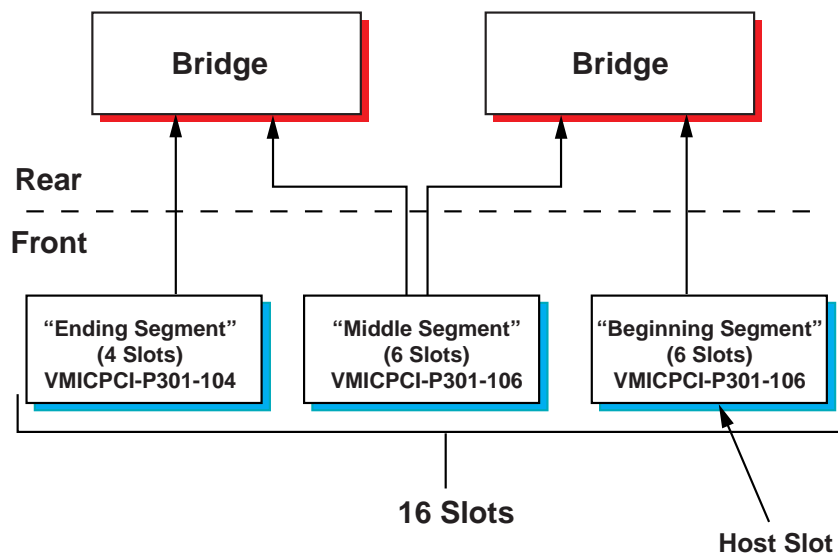 Bridge
Bridge
Rear
Front
“Ending Segment”
(4 Slots)
VMICPCI-P301-104
“Middle Segment”
(6 Slots)
VMICPCI-P301-106
“Beginning Segment”
(6 Slots)
VMICPCI-P301-106
16 Slots
Host Slot